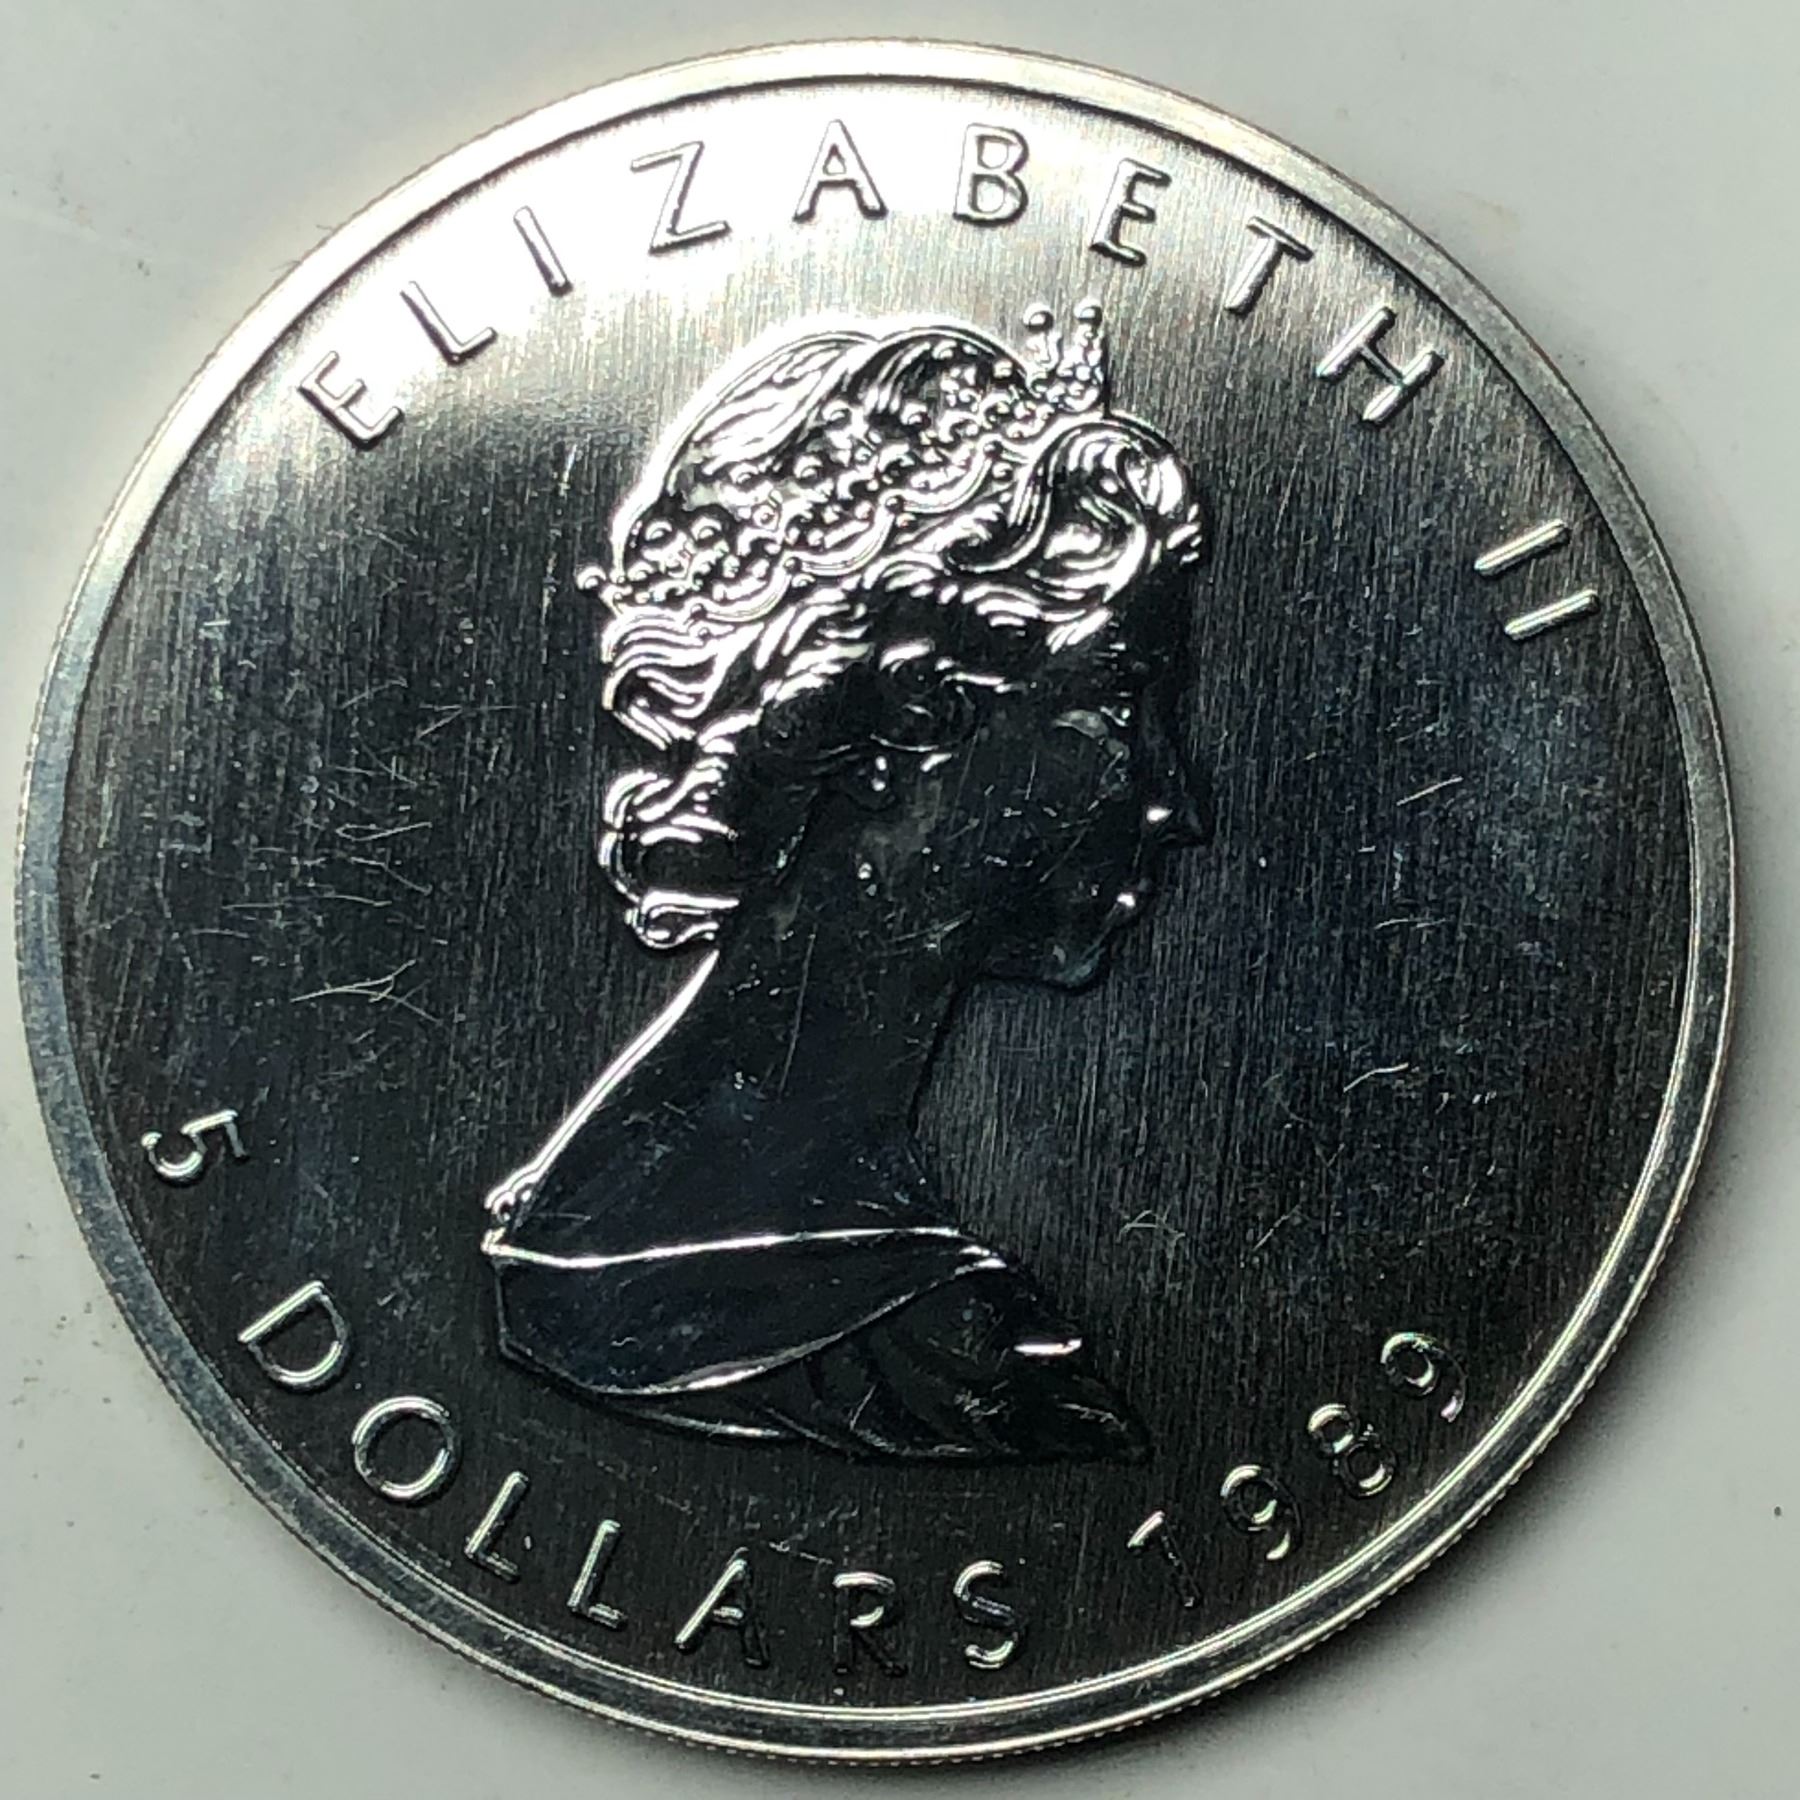 ELIZABETH II
5 DOLLARS 1989